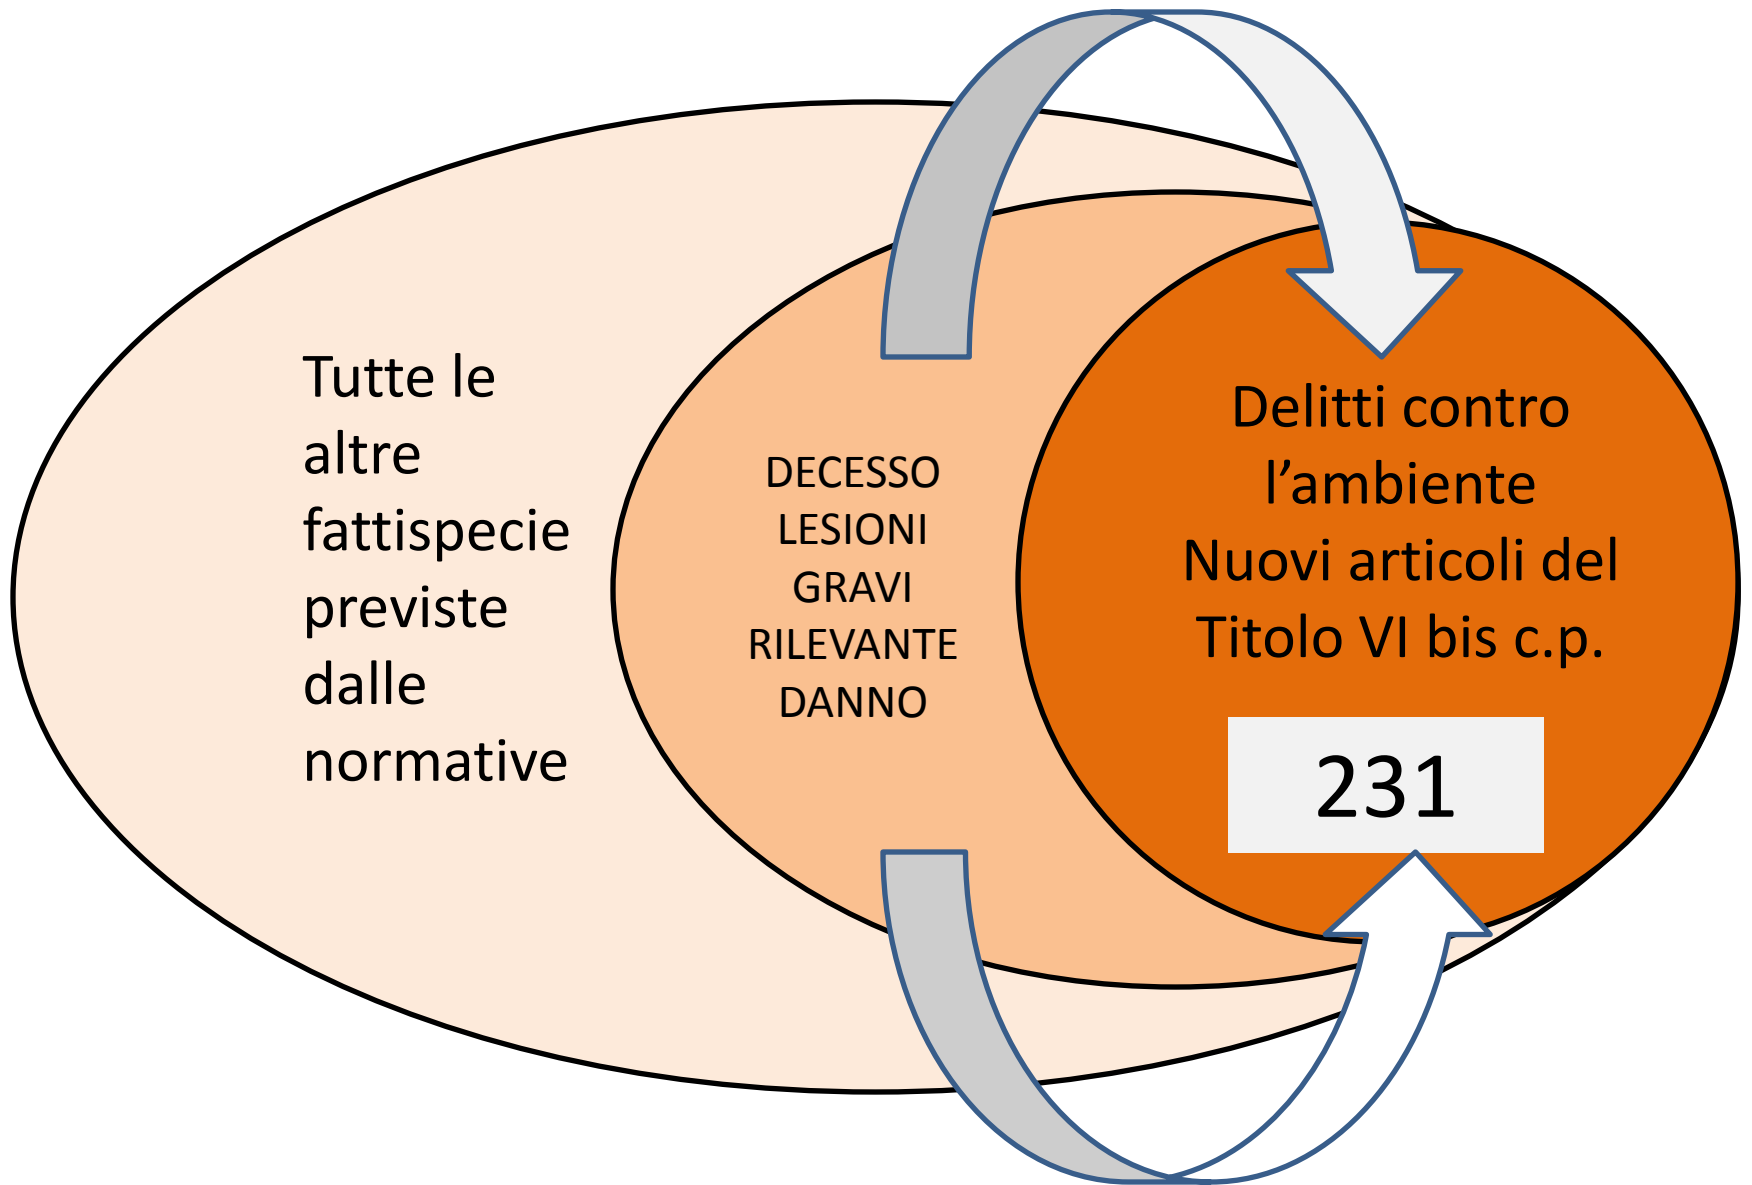 Tutte le
altre
fattispecie
previste
dalle
normative
DECESSO
LESIONI
GRAVI
RILEVANTE
DANNO
Delitti contro
l’ambiente
Nuovi articoli del
Titolo VI bis c.p.
231